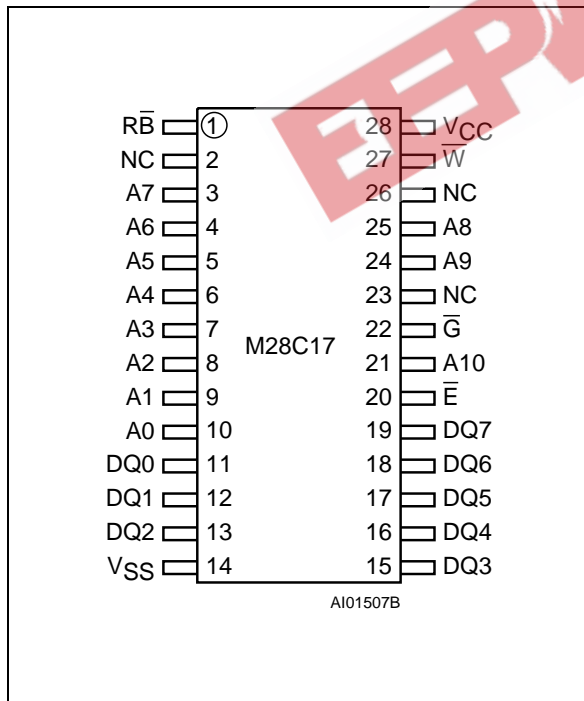 RB̅ 1 28 VCC
NC 2 27 W̅
A7 3 26 NC
A6 4 25 A8
A5 5 24 A9
A4 6 23 NC
A3 7 22 G̅
M28C17
A2 8 21 A10
A1 9 20 E̅
A0 10 19 DQ7
DQ0 11 18 DQ6
DQ1 12 17 DQ5
DQ2 13 16 DQ4
VSS 14 15 DQ3
AI01507B